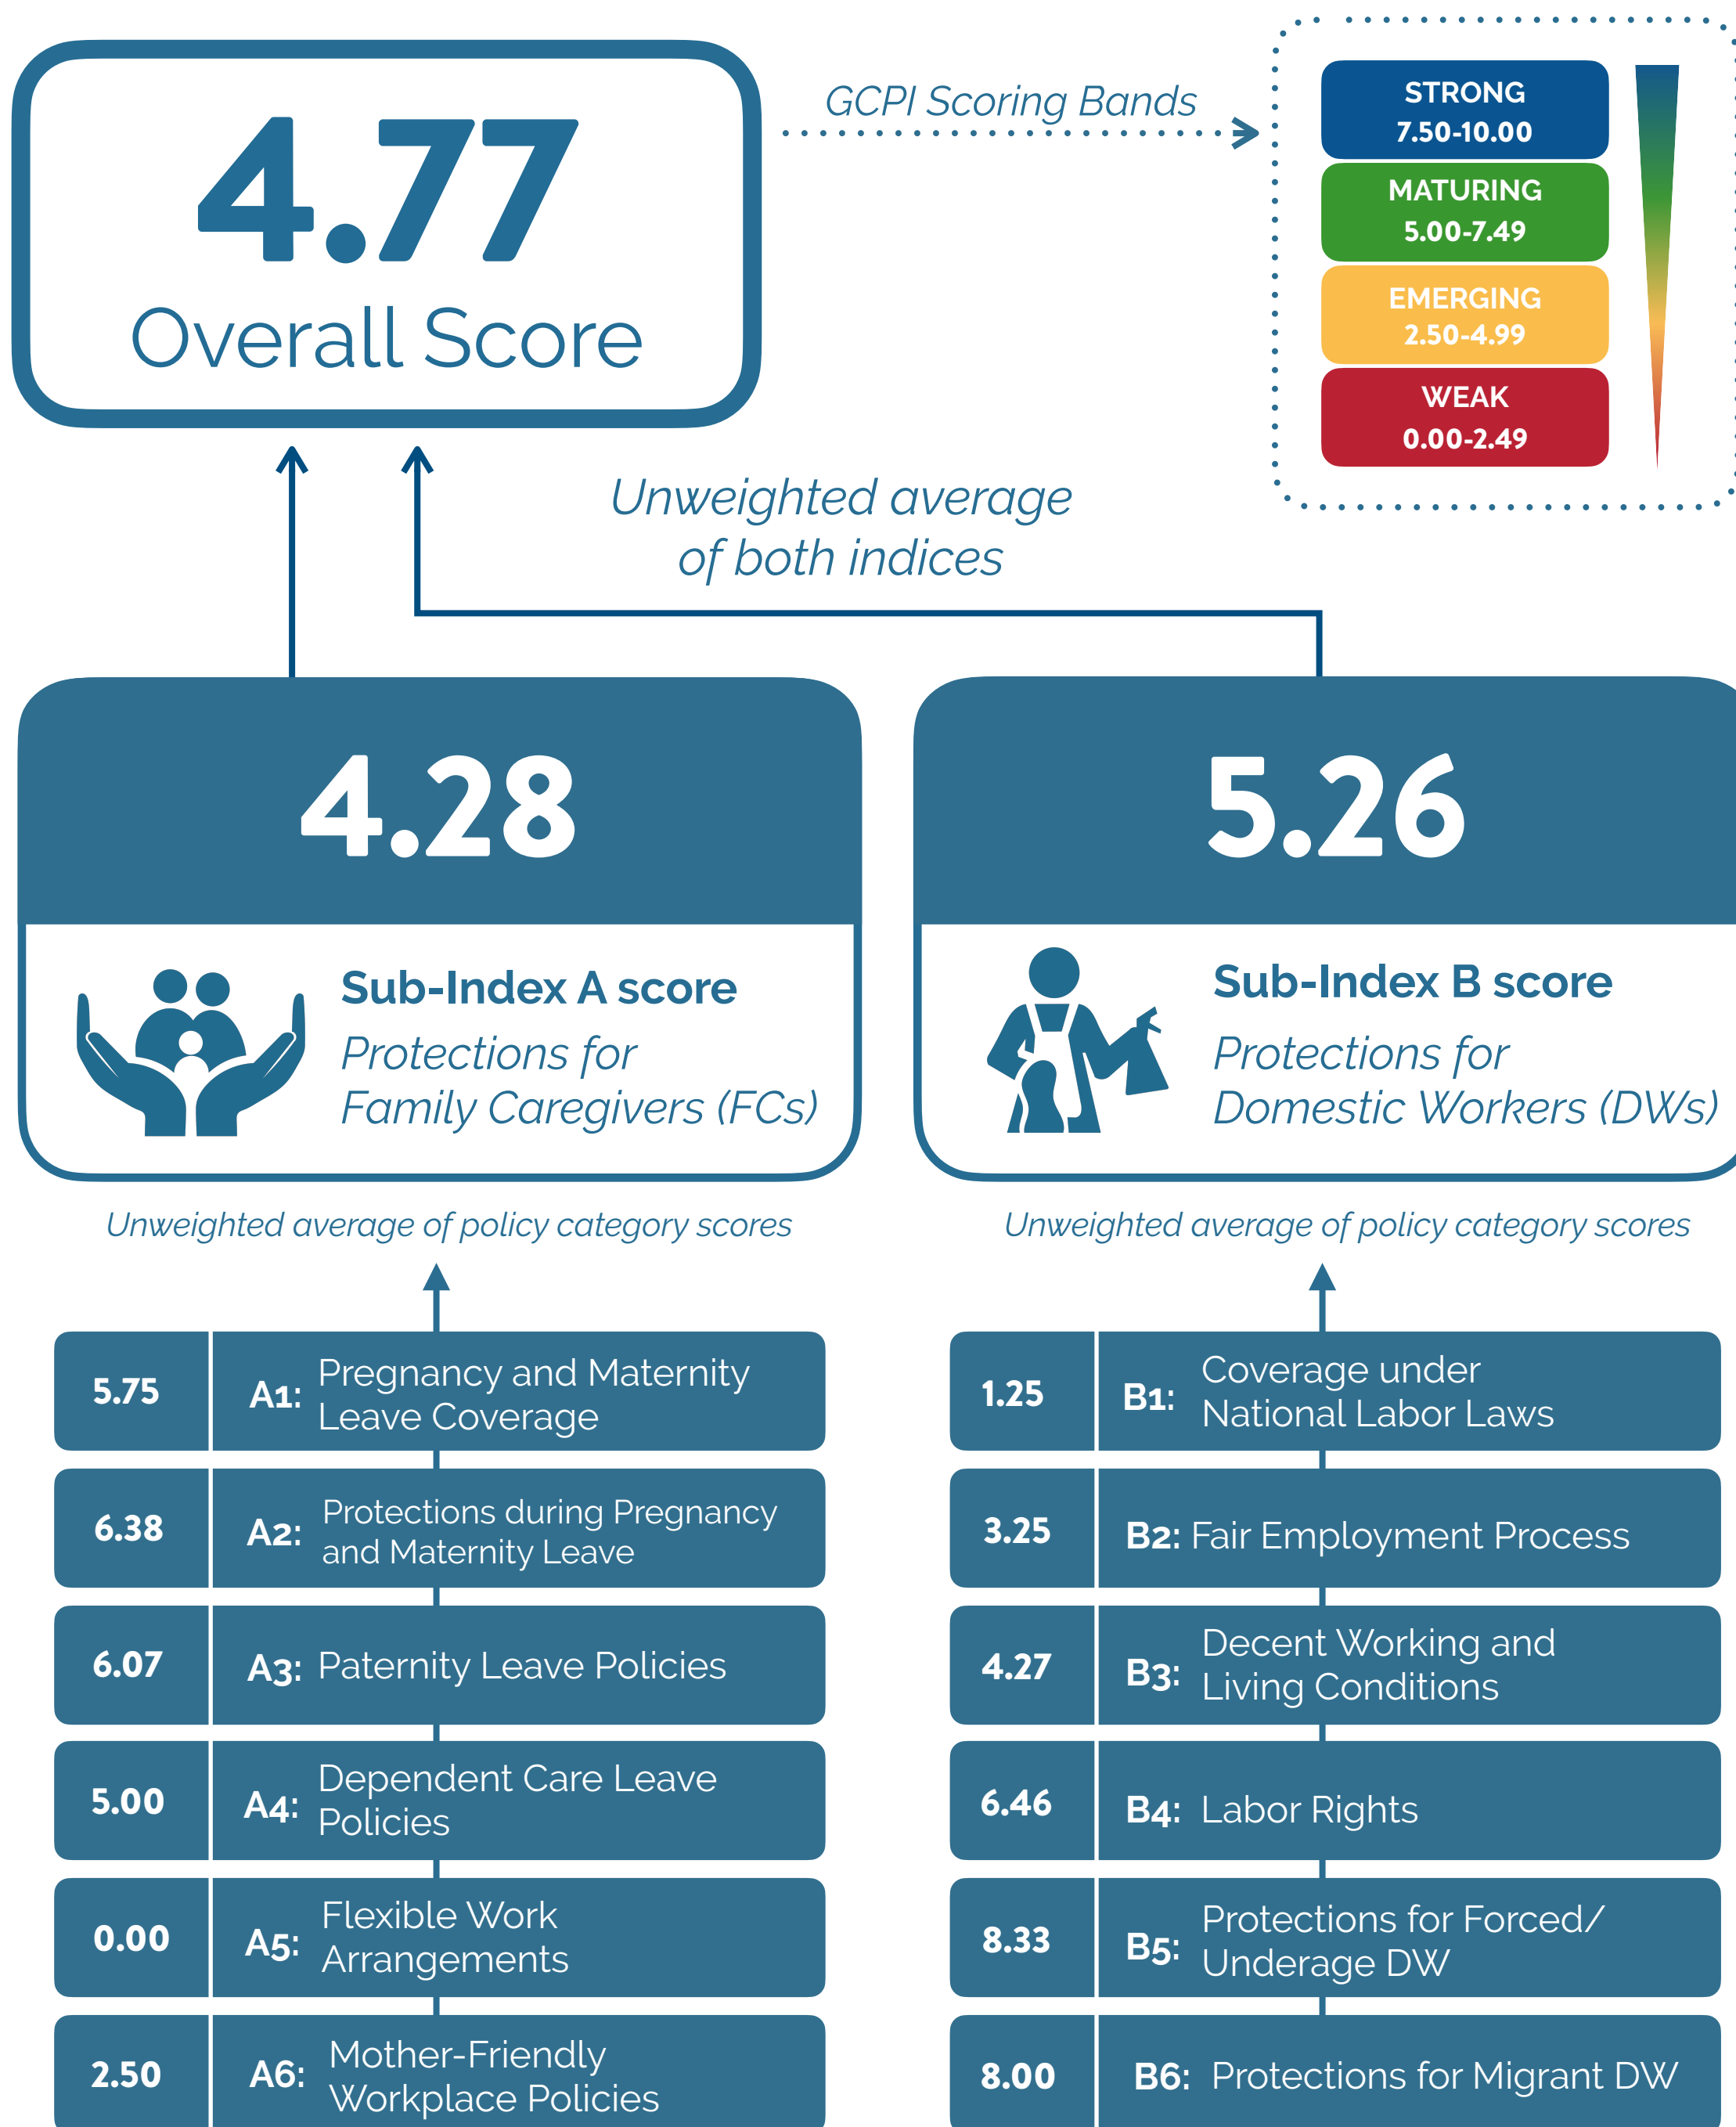 4.77
Overall Score
GCPI Scoring Bands
STRONG
7.50-10.00
MATURING
5.00-7.49
EMERGING
2.50-4.99
WEAK
0.00-2.49
Unweighted average
of both indices
4.28
Sub-Index A score
Protections for
Family Caregivers (FCs)
Unweighted average of policy category scores
5.75
A1: Pregnancy and Maternity
Leave Coverage
6.38
A2: Protections during Pregnancy
and Maternity Leave
6.07
A3: Paternity Leave Policies
5.00
A4: Dependent Care Leave
Policies
0.00
A5: Flexible Work
Arrangements
2.50
A6: Mother-Friendly
Workplace Policies
5.26
Sub-Index B score
Protections for
Domestic Workers (DWs)
Unweighted average of policy category scores
1.25
B1: Coverage under
National Labor Laws
3.25
B2: Fair Employment Process
4.27
B3: Decent Working and
Living Conditions
6.46
B4: Labor Rights
8.33
B5: Protections for Forced/
Underage DW
8.00
B6: Protections for Migrant DW